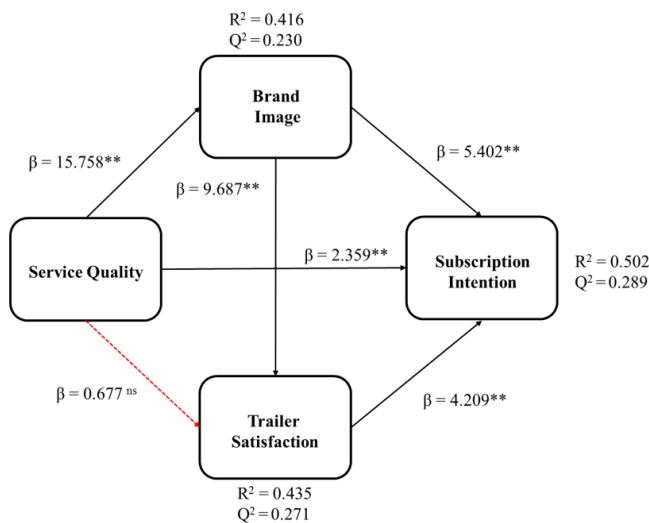 R² = 0.416
Q² = 0.230
Brand
Image
β = 15.758**
β = 9.687**
β = 5.402**
Service Quality
β = 2.359**
Subscription
Intention
R² = 0.502
Q² = 0.289
β = 0.677 ns
β = 4.209**
Trailer
Satisfaction
R² = 0.435
Q² = 0.271